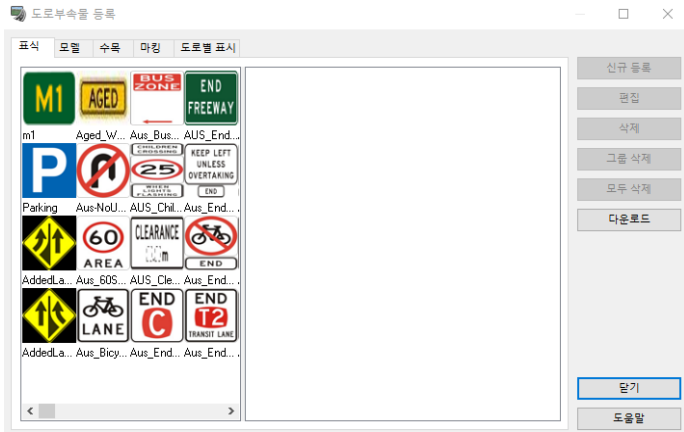 도로부속물 등록
표식 모델 수목 마킹 도로별 표시
M1 AGED BUS ZONE END FREEWAY
m1 Aged_W... Aus_Bus... AUS_End...
P CHILDREN CROSSING 25 WHEN LIGHTS FLASHING KEEP LEFT UNLESS OVERTAKING END
Parking Aus-NoU... AUS_Chil... Aus_End...
60 AREA CLEARANCE m END
AddedLa... Aus_60S... AUS_Cle... Aus_End...
LANE END C END T2 TRANSIT LANE
AddedLa... Aus_Bicy... Aus_End... Aus_End...
신규 등록
편집
삭제
그룹 삭제
모두 삭제
다운로드
닫기
도움말